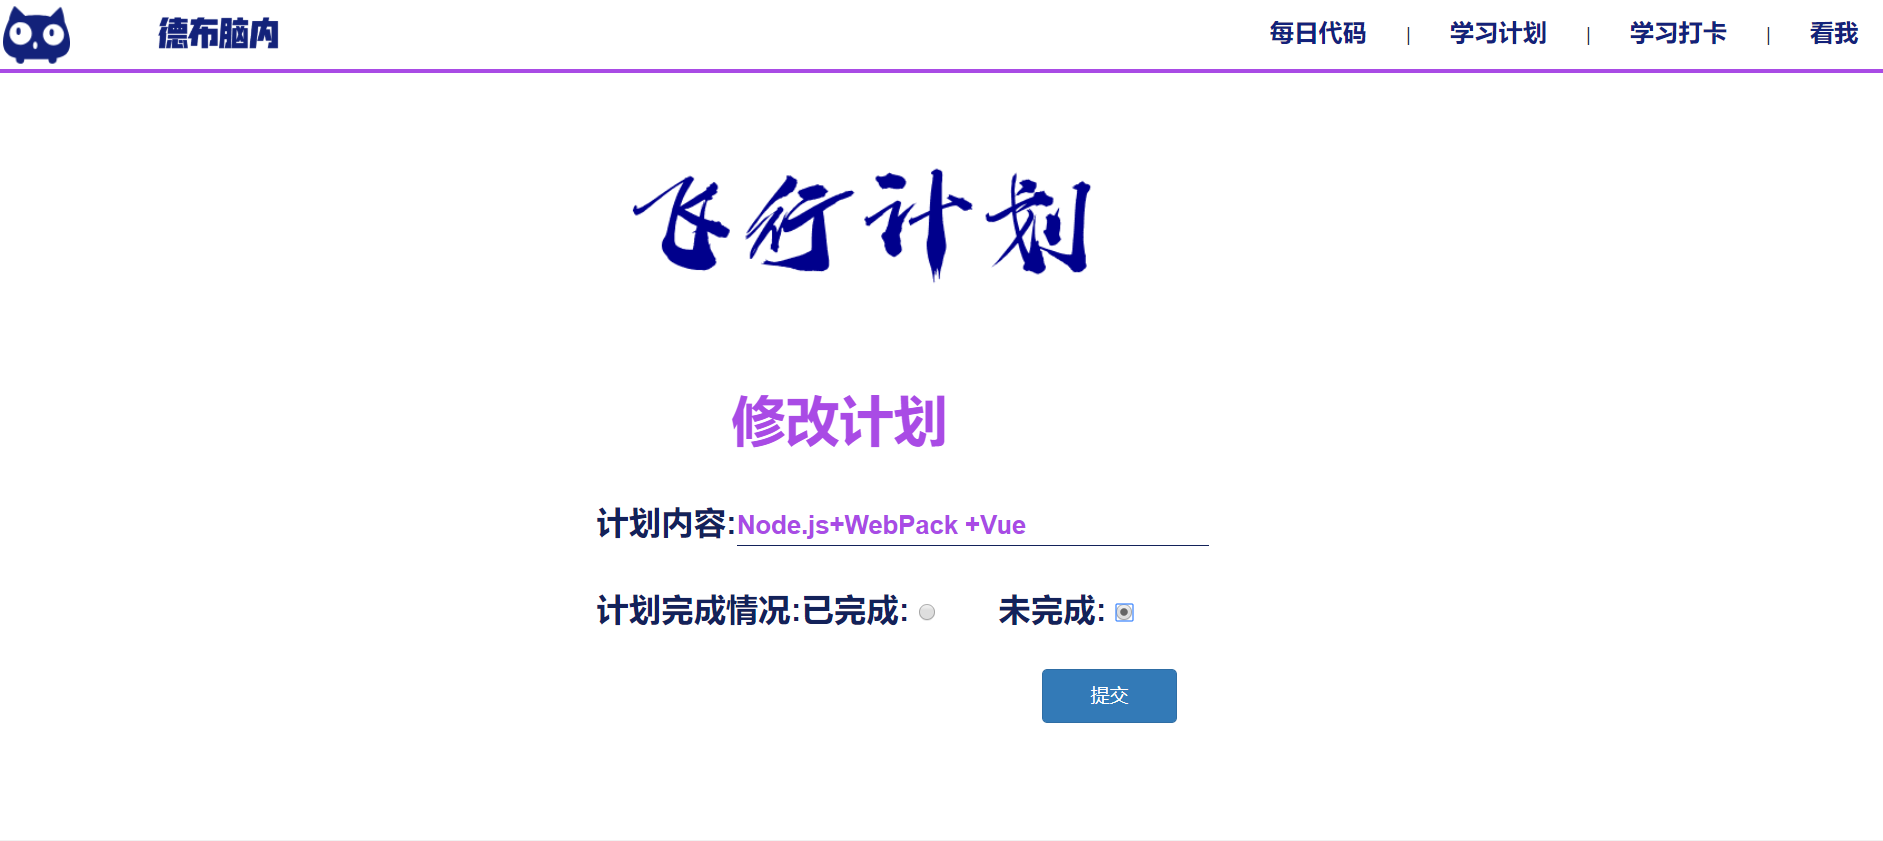 德布脑内
每日代码 | 学习计划 | 学习打卡 | 看我
飞行计划
修改计划
计划内容:Node.js+WebPack +Vue
计划完成情况:已完成: 未完成:
提交